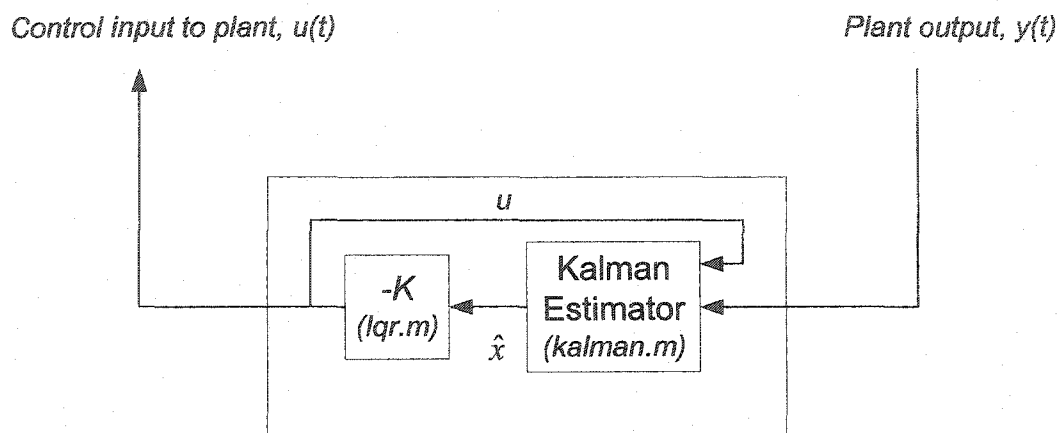 Control input to plant, u(t)
Plant output, y(t)
u
-K
(lqr.m)
x̂
Kalman
Estimator
(kalman.m)